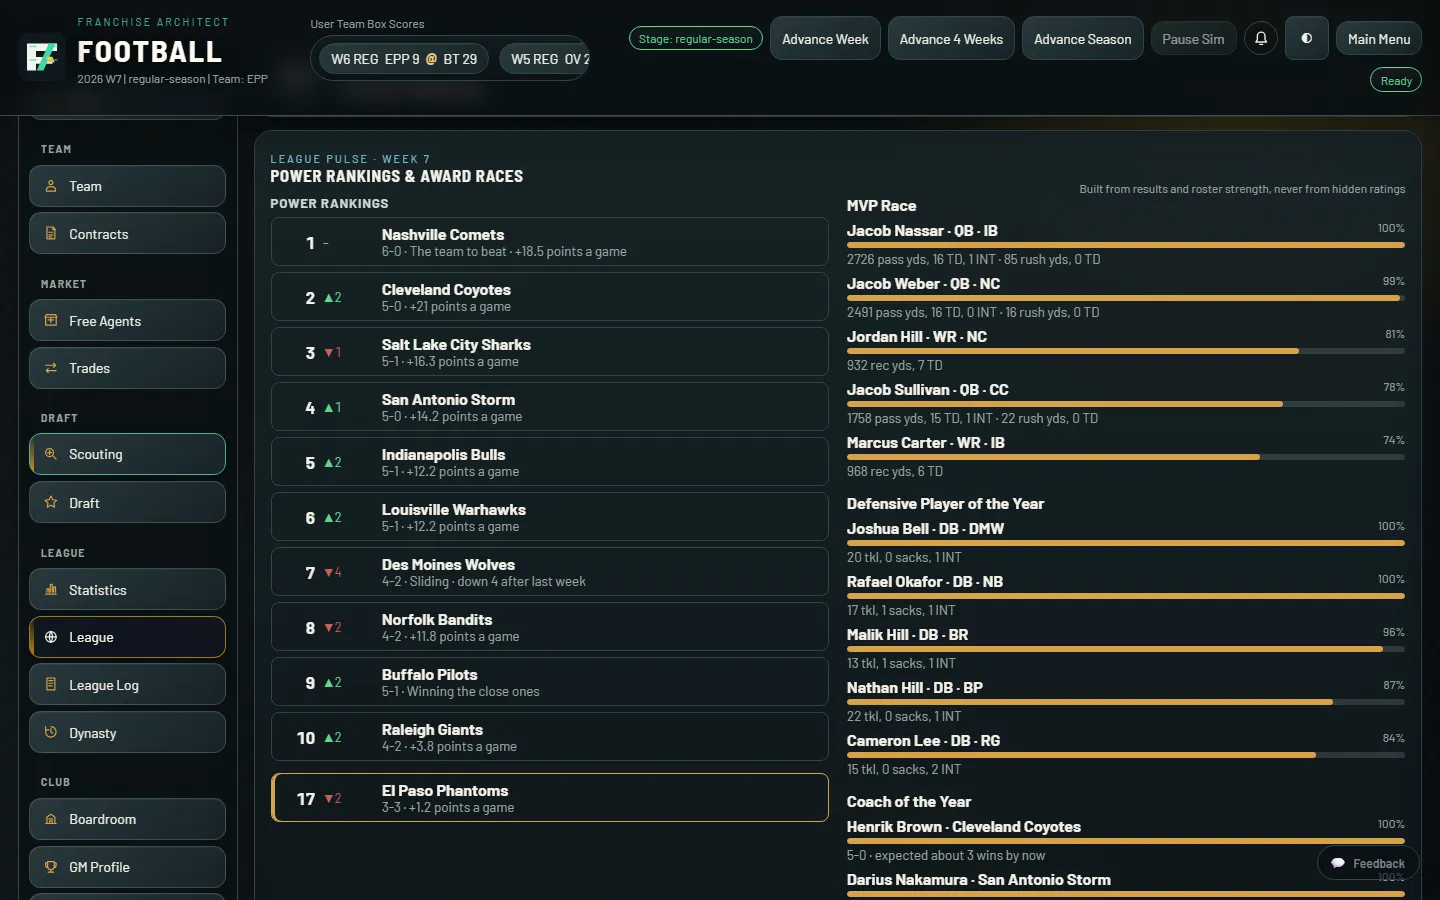 FRANCHISE ARCHITECT
FOOTBALL
2026 W7 | regular-season | Team: EPP
User Team Box Scores
W6 REG EPP 9 @ BT 29
W5 REG OV 2
Stage: regular-season
Advance Week
Advance 4 Weeks
Advance Season
Pause Sim
Main Menu
Ready
TEAM
Team
Contracts
MARKET
Free Agents
Trades
DRAFT
Scouting
Draft
LEAGUE
Statistics
League
League Log
Dynasty
CLUB
Boardroom
GM Profile
LEAGUE PULSE · WEEK 7
POWER RANKINGS & AWARD RACES
Built from results and roster strength, never from hidden ratings
POWER RANKINGS
1 –
Nashville Comets
6-0 · The team to beat · +18.5 points a game
2 ▲2
Cleveland Coyotes
5-0 · +21 points a game
3 ▼1
Salt Lake City Sharks
5-1 · +16.3 points a game
4 ▲1
San Antonio Storm
5-0 · +14.2 points a game
5 ▲2
Indianapolis Bulls
5-1 · +12.2 points a game
6 ▲2
Louisville Warhawks
5-1 · +12.2 points a game
7 ▼4
Des Moines Wolves
4-2 · Sliding · down 4 after last week
8 ▼2
Norfolk Bandits
4-2 · +11.8 points a game
9 ▲2
Buffalo Pilots
5-1 · Winning the close ones
10 ▲2
Raleigh Giants
4-2 · +3.8 points a game
17 ▼2
El Paso Phantoms
3-3 · +1.2 points a game
MVP Race
Jacob Nassar · QB · IB 100%
2726 pass yds, 16 TD, 1 INT · 85 rush yds, 0 TD
Jacob Weber · QB · NC 99%
2491 pass yds, 16 TD, 0 INT · 16 rush yds, 0 TD
Jordan Hill · WR · NC 81%
932 rec yds, 7 TD
Jacob Sullivan · QB · CC 78%
1758 pass yds, 15 TD, 1 INT · 22 rush yds, 0 TD
Marcus Carter · WR · IB 74%
968 rec yds, 6 TD
Defensive Player of the Year
Joshua Bell · DB · DMW 100%
20 tkl, 0 sacks, 1 INT
Rafael Okafor · DB · NB 100%
17 tkl, 1 sacks, 1 INT
Malik Hill · DB · BR 96%
13 tkl, 1 sacks, 1 INT
Nathan Hill · DB · BP 87%
22 tkl, 0 sacks, 1 INT
Cameron Lee · DB · RG 84%
15 tkl, 0 sacks, 2 INT
Coach of the Year
Henrik Brown · Cleveland Coyotes 100%
5-0 · expected about 3 wins by now
Darius Nakamura · San Antonio Storm 100%
Feedback